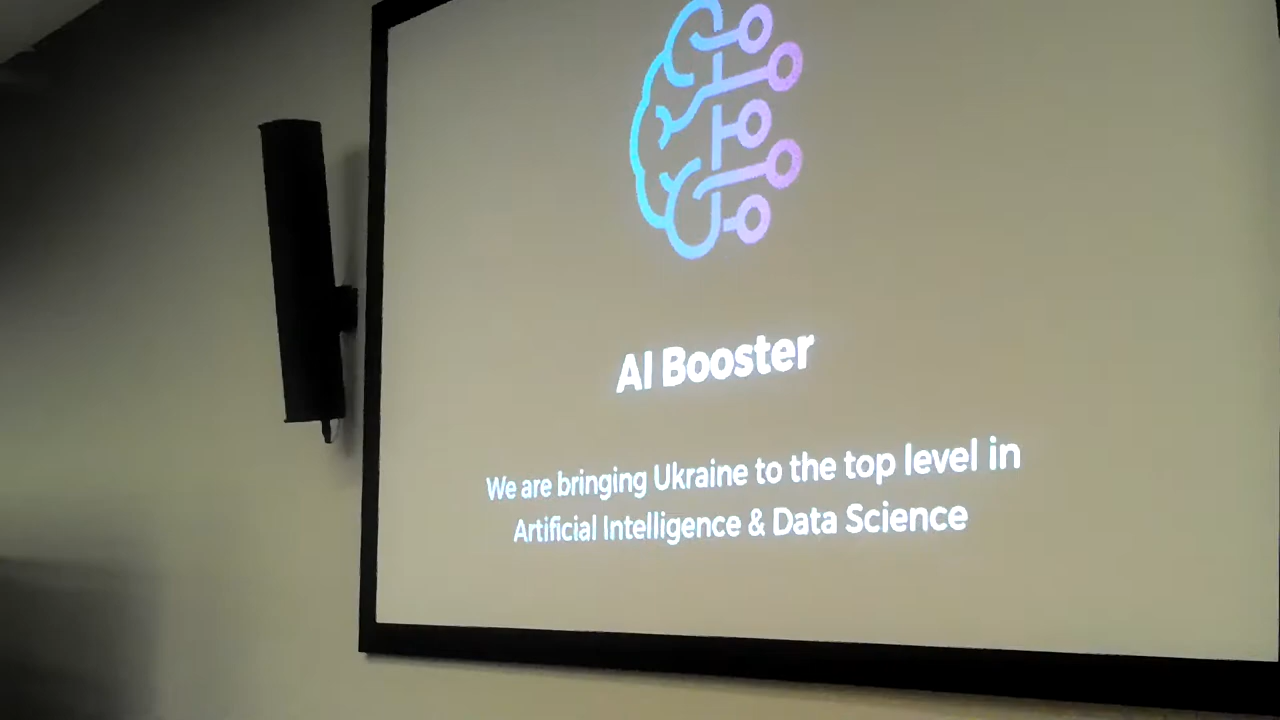 AI Booster
We are bringing Ukraine to the top level in
Artificial Intelligence & Data Science